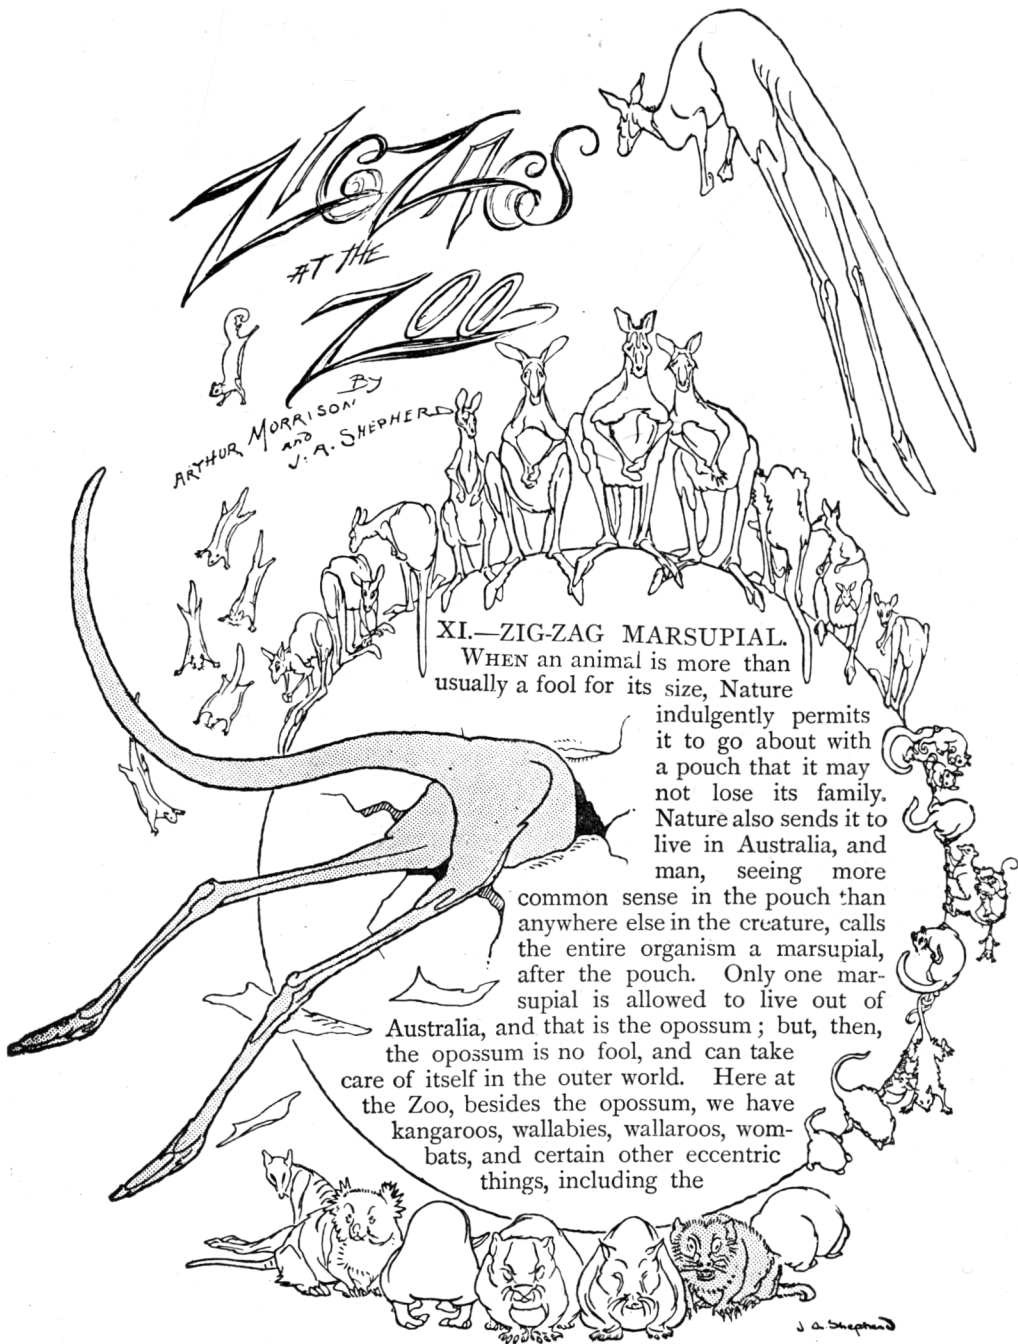 ZIG ZAGS
AT THE
ZOO
BY
ARTHUR MORRISON
AND
J. A. SHEPHERD
XI.—ZIG-ZAG MARSUPIAL.
WHEN an animal is more than
usually a fool for its size, Nature
indulgently permits
it to go about with
a pouch that it may
not lose its family.
Nature also sends it to
live in Australia, and
man, seeing more
common sense in the pouch than
anywhere else in the creature, calls
the entire organism a marsupial,
after the pouch. Only one mar-
supial is allowed to live out of
Australia, and that is the opossum; but, then,
the opossum is no fool, and can take
care of itself in the outer world. Here at
the Zoo, besides the opossum, we have
kangaroos, wallabies, wallaroos, wom-
bats, and certain other eccentric
things, including the
J. A. Shepherd